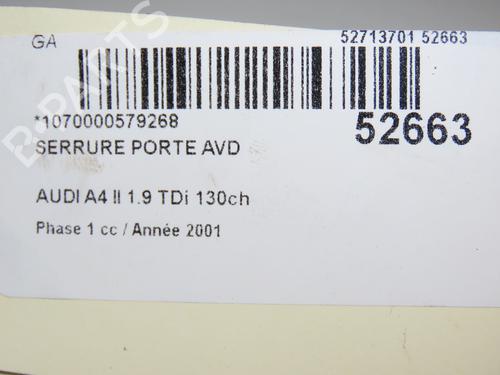 GA 52713701 52663
*1070000579268
52663
SERRURE PORTE AVD
AUDI A4 II 1.9 TDi 130ch
Phase 1 cc / Année 2001
B-PARTS